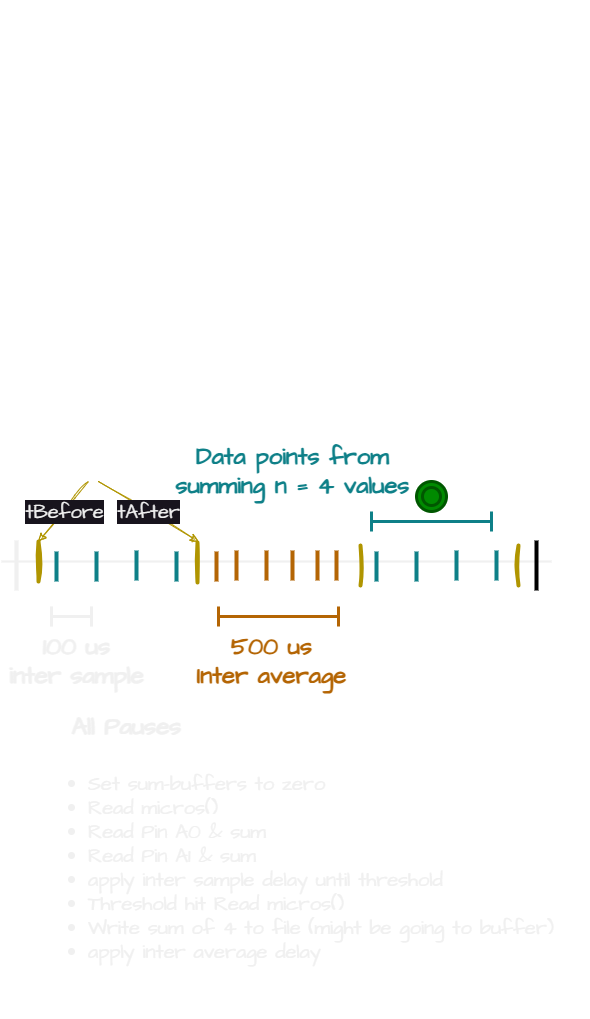 Data points from
summing n = 4 values
tBefore tAfter
100 us
inter sample
500 us
Inter average
All Pauses
• Set sum-buffers to zero
• Read micros()
• Read Pin A0 & sum
• Read Pin A1 & sum
• apply inter sample delay until threshold
• Threshold hit Read micros()
• Write sum of 4 to file (might be going to buffer)
• apply inter average delay